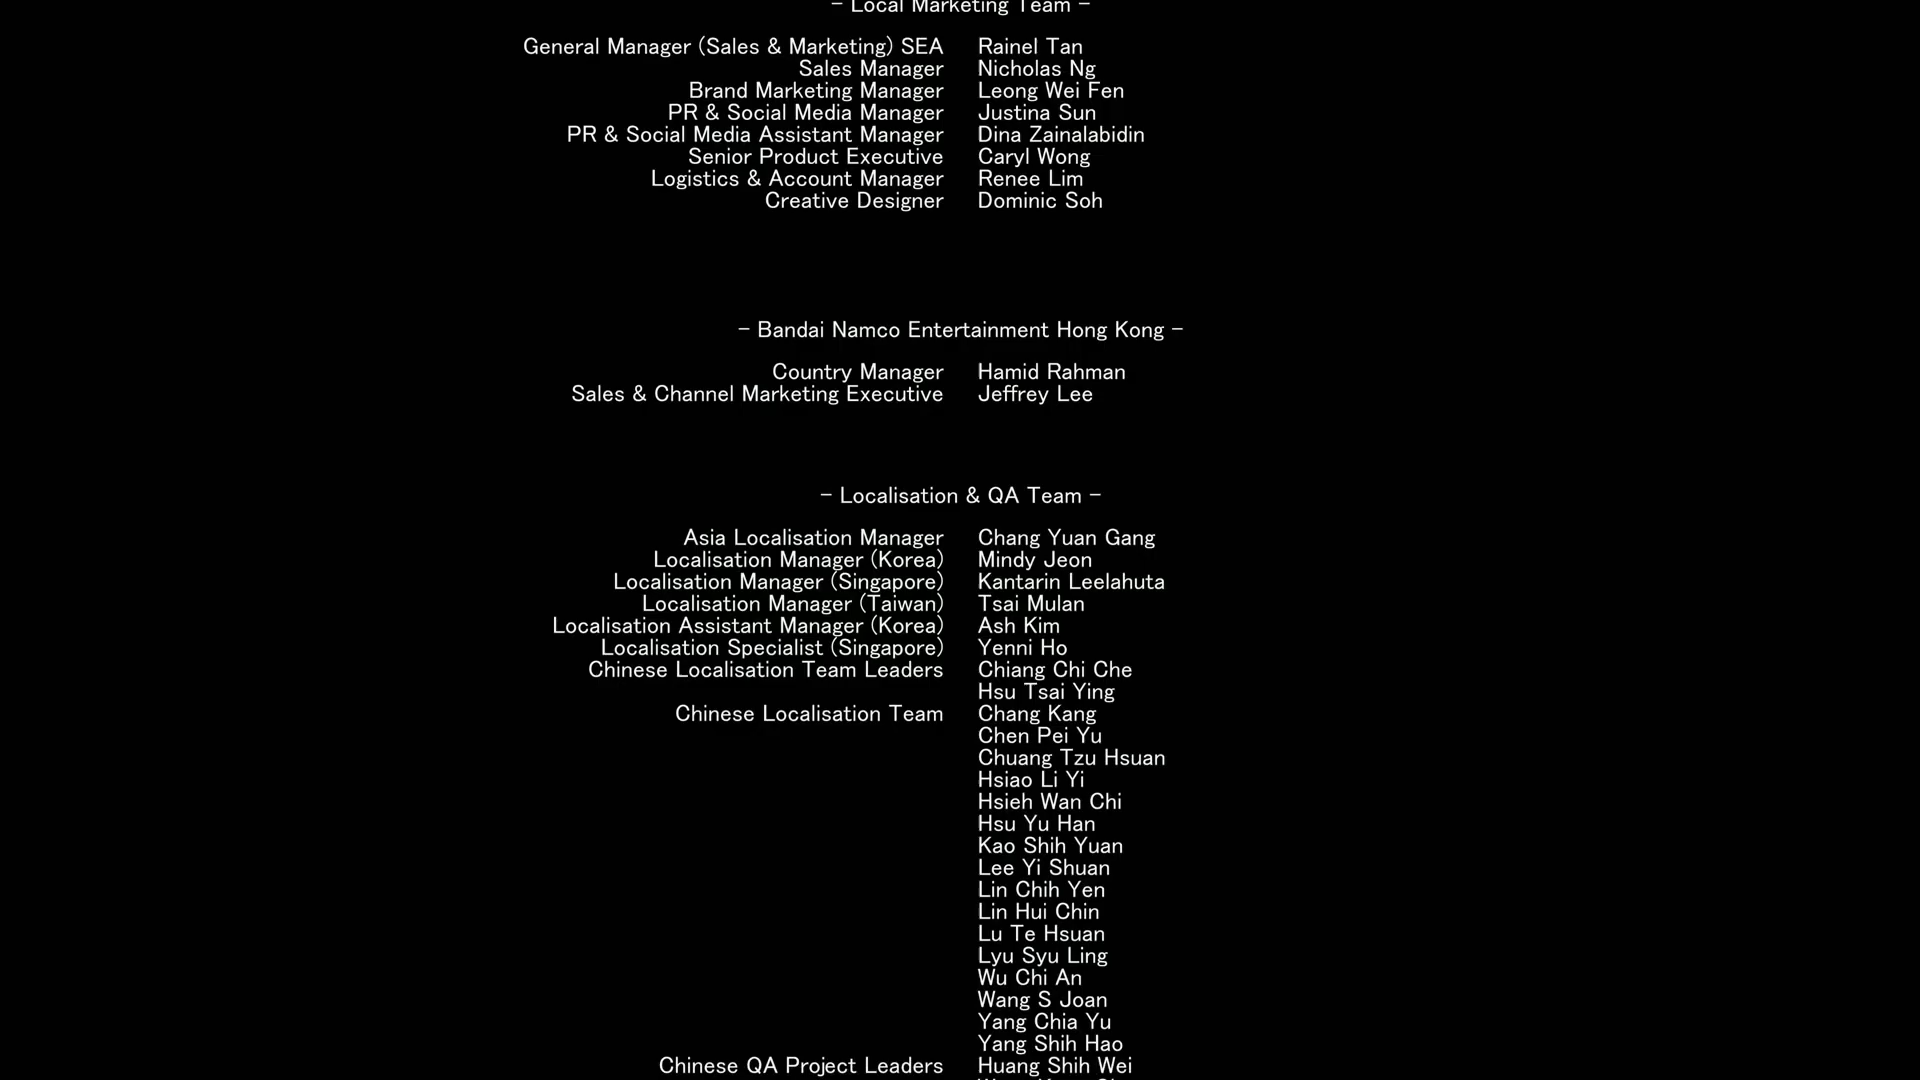 - Local Marketing Team -
General Manager (Sales & Marketing) SEA Rainel Tan
Sales Manager Nicholas Ng
Brand Marketing Manager Leong Wei Fen
PR & Social Media Manager Justina Sun
PR & Social Media Assistant Manager Dina Zainalabidin
Senior Product Executive Caryl Wong
Logistics & Account Manager Renee Lim
Creative Designer Dominic Soh
- Bandai Namco Entertainment Hong Kong -
Country Manager Hamid Rahman
Sales & Channel Marketing Executive Jeffrey Lee
- Localisation & QA Team -
Asia Localisation Manager Chang Yuan Gang
Localisation Manager (Korea) Mindy Jeon
Localisation Manager (Singapore) Kantarin Leelahuta
Localisation Manager (Taiwan) Tsai Mulan
Localisation Assistant Manager (Korea) Ash Kim
Localisation Specialist (Singapore) Yenni Ho
Chinese Localisation Team Leaders Chiang Chi Che
Hsu Tsai Ying
Chinese Localisation Team Chang Kang
Chen Pei Yu
Chuang Tzu Hsuan
Hsiao Li Yi
Hsieh Wan Chi
Hsu Yu Han
Kao Shih Yuan
Lee Yi Shuan
Lin Chih Yen
Lin Hui Chin
Lu Te Hsuan
Lyu Syu Ling
Wu Chi An
Wang S Joan
Yang Chia Yu
Yang Shih Hao
Chinese QA Project Leaders Huang Shih Wei